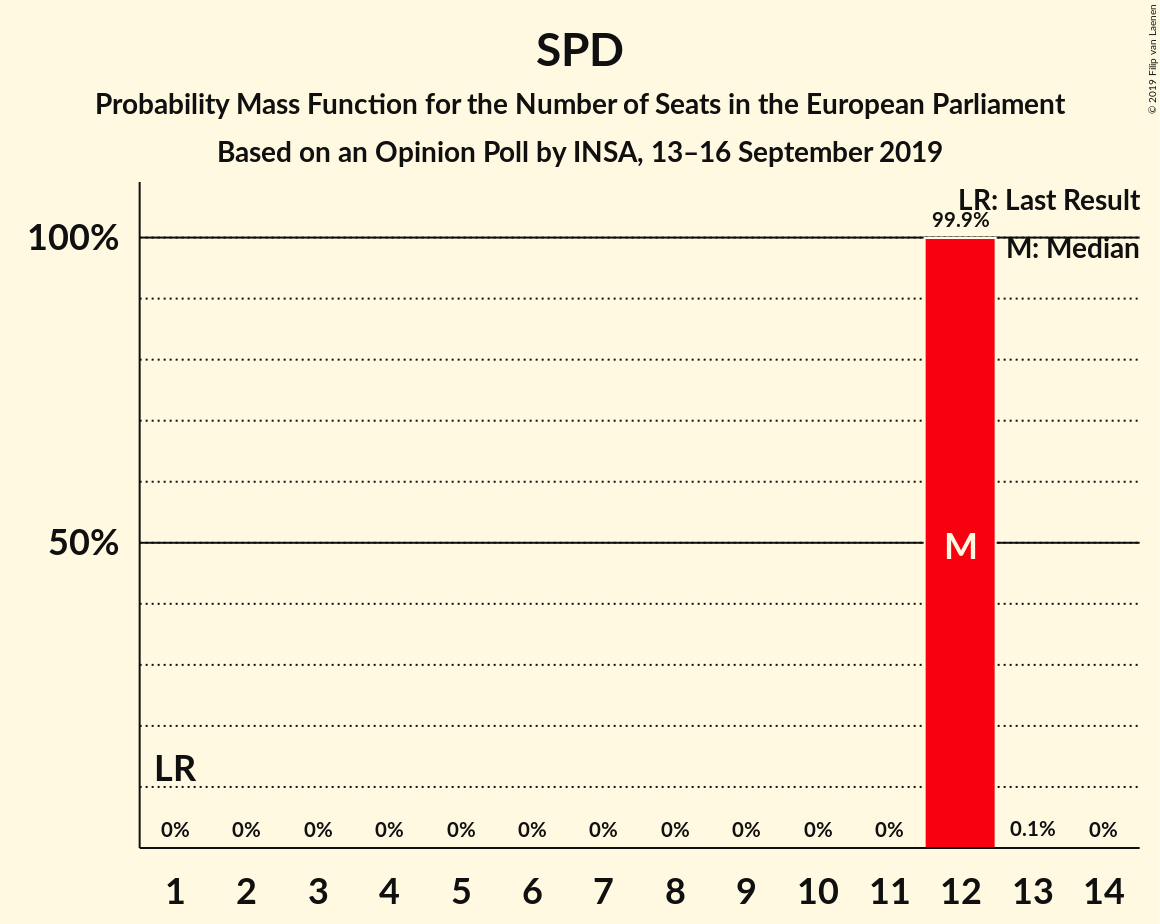 SPD
Probability Mass Function for the Number of Seats in the European Parliament
Based on an Opinion Poll by INSA, 13–16 September 2019
© 2019 Filip van Laenen
LR: Last Result
99.9%
100%
M: Median
50%
M
LR
0% 0% 0% 0% 0% 0% 0% 0% 0% 0% 0% 0.1% 0%
1 2 3 4 5 6 7 8 9 10 11 12 13 14